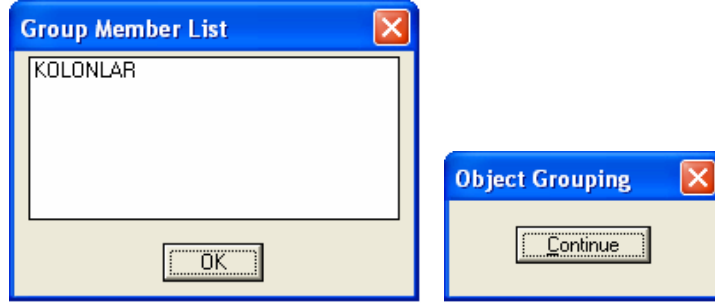 Group Member List
KOLONLAR
OK
Object Grouping
Continue